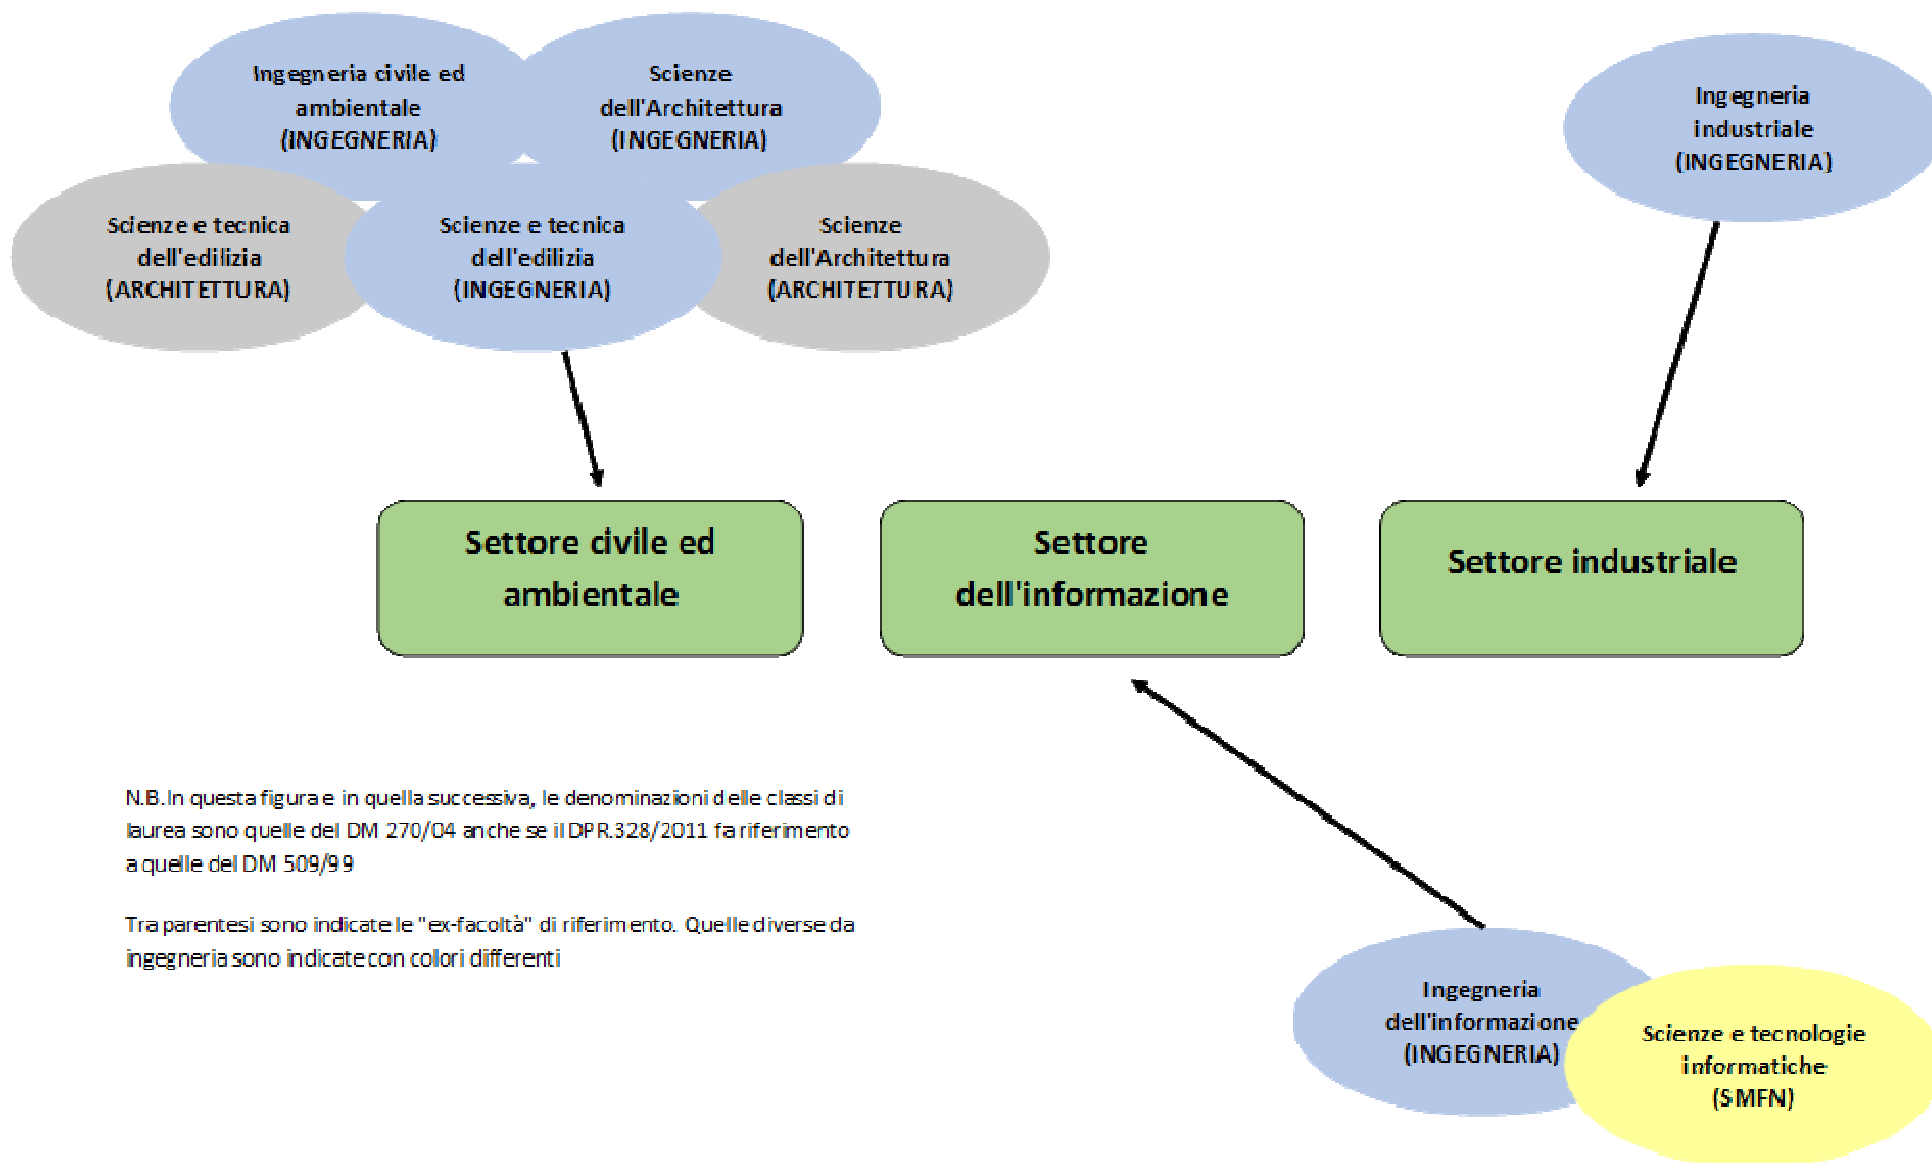 Ingegneria civile ed
ambientale
(INGEGNERIA)
Scienze
dell'Architettura
(INGEGNERIA)
Ingegneria
industriale
(INGEGNERIA)
Scienze e tecnica
dell'edilizia
(ARCHITETTURA)
Scienze e tecnica
dell'edilizia
(INGEGNERIA)
Scienze
dell'Architettura
(ARCHITETTURA)
Settore civile ed
ambientale
Settore
dell'informazione
Settore industriale
N.B. In questa figura e in quella successiva, le denominazioni delle classi di
laurea sono quelle del DM 270/04 anche se il DPR.328/2011 fa riferimento
a quelle del DM 509/99
Tra parentesi sono indicate le "ex-facoltà" di riferimento. Quelle diverse da
ingegneria sono indicate con colori differenti
Ingegneria
dell'informazione
(INGEGNERIA)
Scienze e tecnologie
informatiche
(SMFN)